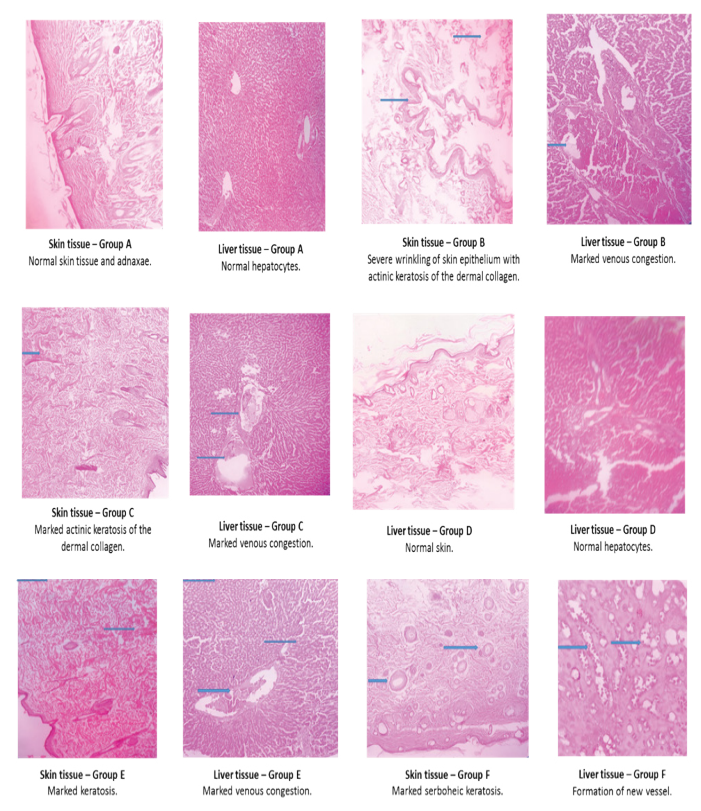 Skin tissue – Group A
Normal skin tissue and adnaxae.
Liver tissue – Group A
Normal hepatocytes.
Skin tissue – Group B
Severe wrinkling of skin epithelium with
actinic keratosis of the dermal collagen.
Liver tissue – Group B
Marked venous congestion.
Skin tissue – Group C
Marked actinic keratosis of the
dermal collagen.
Liver tissue – Group C
Marked venous congestion.
Liver tissue – Group D
Normal skin.
Liver tissue – Group D
Normal hepatocytes.
Skin tissue – Group E
Marked keratosis.
Liver tissue – Group E
Marked venous congestion.
Skin tissue – Group F
Marked serboheic keratosis.
Liver tissue – Group F
Formation of new vessel.